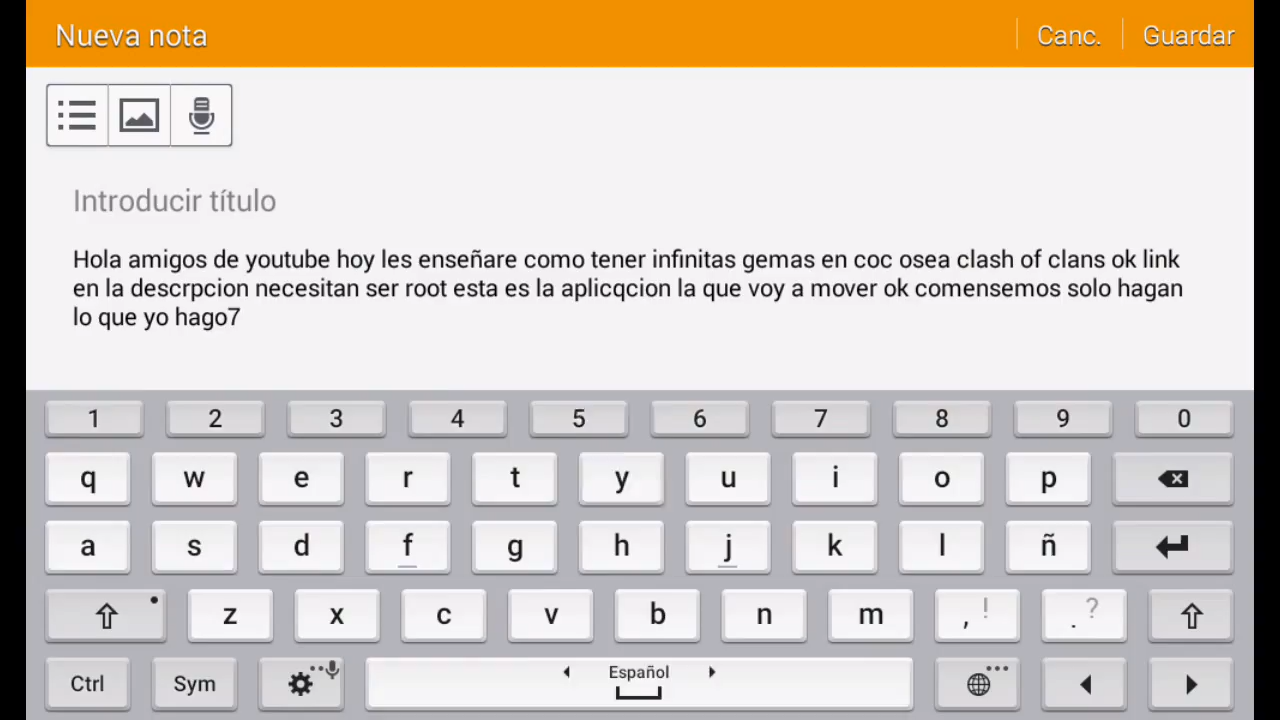 Nueva nota Canc. Guardar
Introducir título
Hola amigos de youtube hoy les enseñare como tener infinitas gemas en coc osea clash of clans ok link
en la descrpcion necesitan ser root esta es la aplicqcion la que voy a mover ok comensemos solo hagan
lo que yo hago7
1 2 3 4 5 6 7 8 9 0
q w e r t y u i o p
a s d f g h j k l ñ
z x c v b n m , ! . ?
Ctrl Sym Español